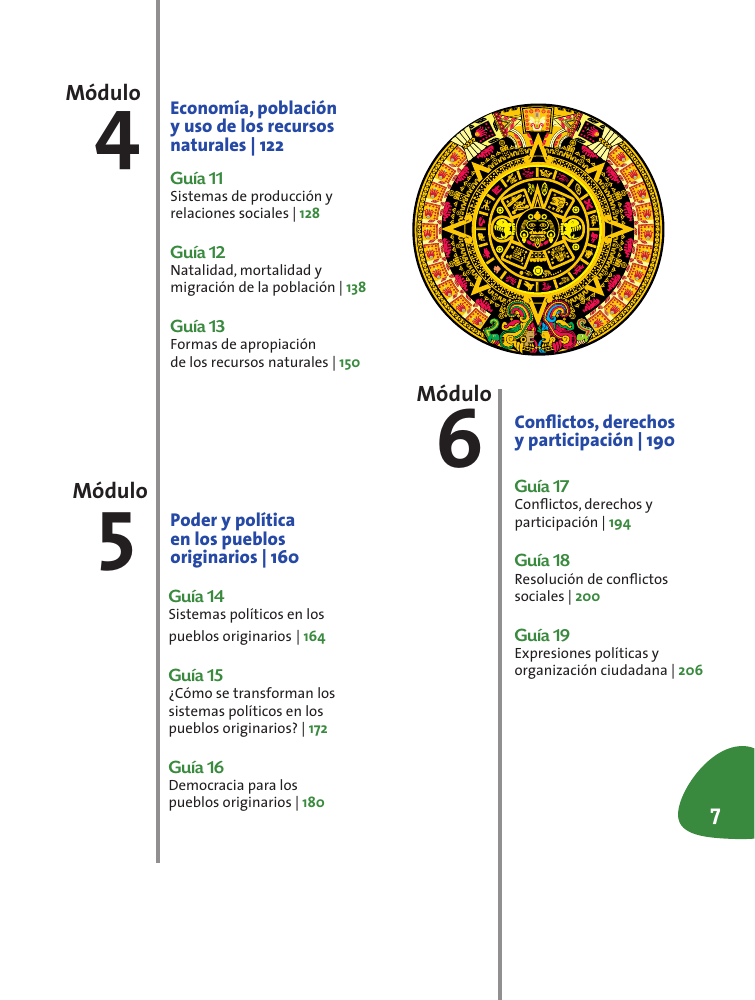 Módulo
4
Economía, población
y uso de los recursos
naturales | 122
Guía 11
Sistemas de producción y
relaciones sociales | 128
Guía 12
Natalidad, mortalidad y
migración de la población | 138
Guía 13
Formas de apropiación
de los recursos naturales | 150
Módulo
5
Poder y política
en los pueblos
originarios | 160
Guía 14
Sistemas políticos en los
pueblos originarios | 164
Guía 15
¿Cómo se transforman los
sistemas políticos en los
pueblos originarios? | 172
Guía 16
Democracia para los
pueblos originarios | 180
Módulo
6
Conflictos, derechos
y participación | 190
Guía 17
Conflictos, derechos y
participación | 194
Guía 18
Resolución de conflictos
sociales | 200
Guía 19
Expresiones políticas y
organización ciudadana | 206
7